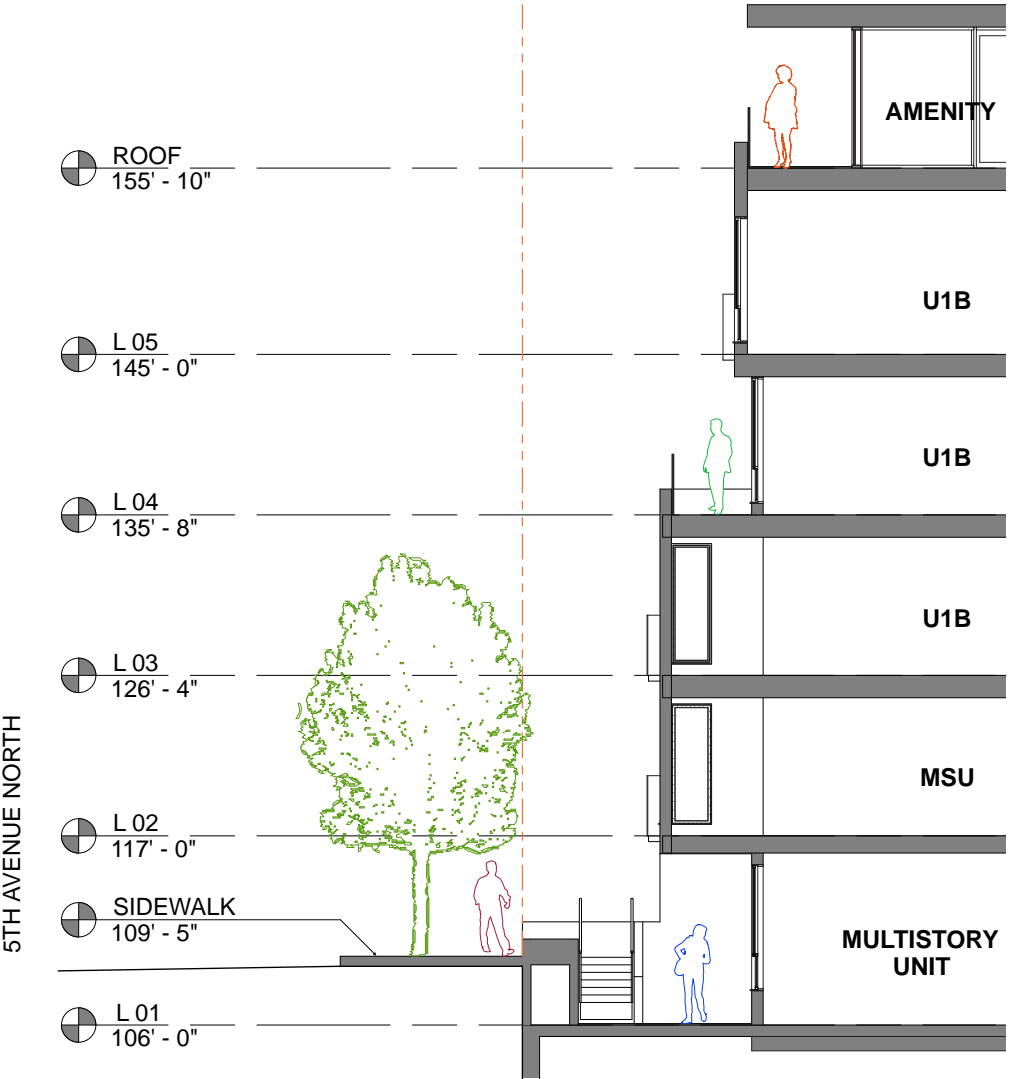 AMENITY
ROOF
155' - 10"
U1B
L 05
145' - 0"
U1B
L 04
135' - 8"
U1B
L 03
126' - 4"
MSU
L 02
117' - 0"
SIDEWALK
109' - 5"
MULTISTORY
UNIT
L 01
106' - 0"
5TH AVENUE NORTH